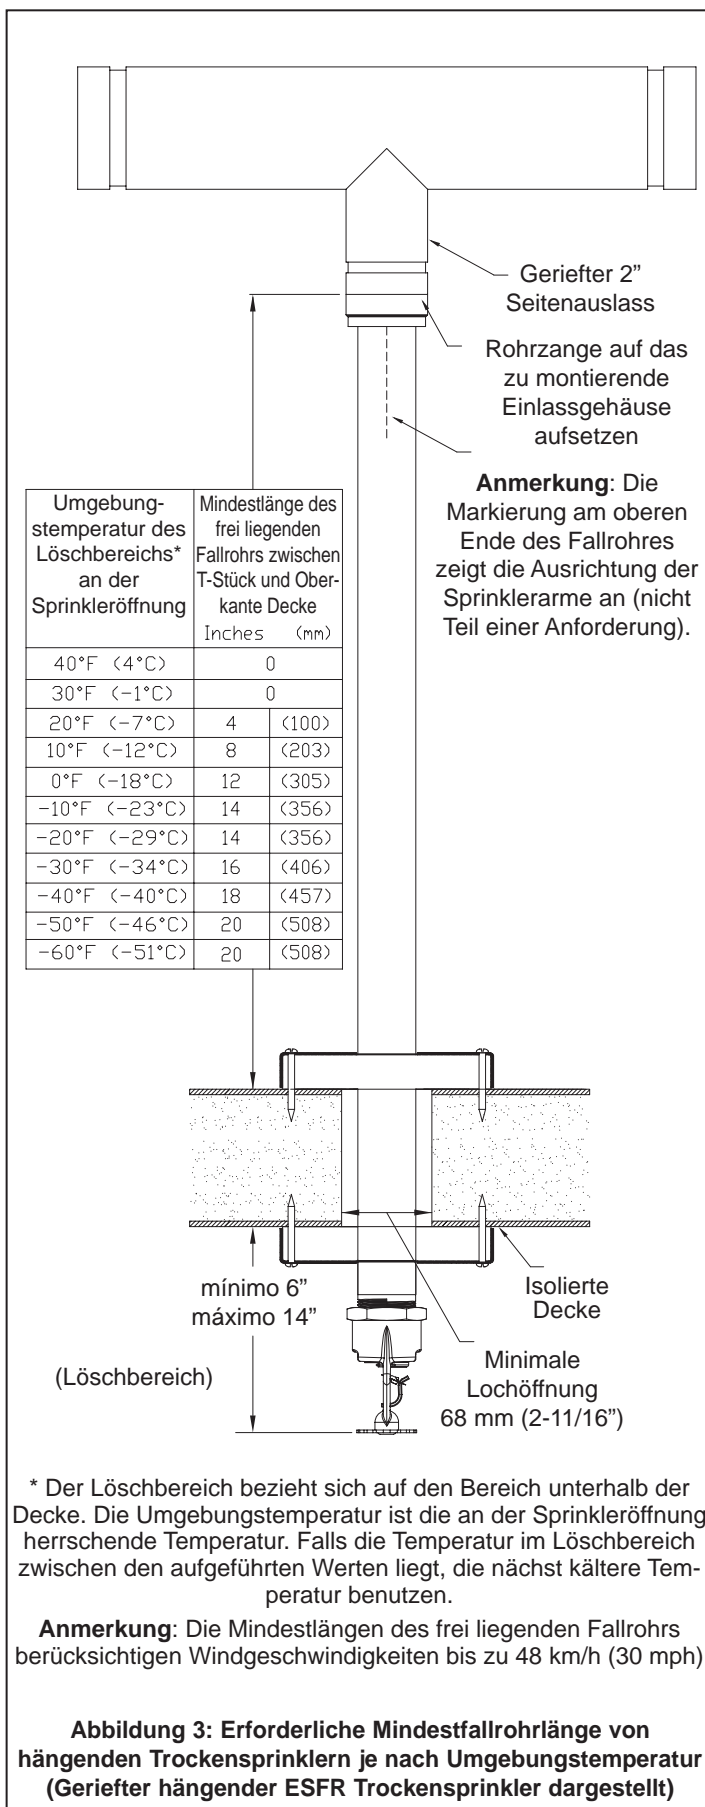 Geriefter 2”
Seitenauslass
Rohrzange auf das
zu montierende
Einlassgehäuse
aufsetzen
Anmerkung: Die
Markierung am oberen
Ende des Fallrohres
zeigt die Ausrichtung der
Sprinklerarme an (nicht
Teil einer Anforderung).
Umgebung-
stemperatur des
Löschbereichs*
an der
Sprinkleröffnung
Mindestlänge des
frei liegenden
Fallrohrs zwischen
T-Stück und Ober-
kante Decke
Inches (mm)
40°F (4°C) 0
30°F (-1°C) 0
20°F (-7°C) 4 (100)
10°F (-12°C) 8 (203)
0°F (-18°C) 12 (305)
-10°F (-23°C) 14 (356)
-20°F (-29°C) 14 (356)
-30°F (-34°C) 16 (406)
-40°F (-40°C) 18 (457)
-50°F (-46°C) 20 (508)
-60°F (-51°C) 20 (508)
mínimo 6”
máximo 14”
(Löschbereich)
Isolierte
Decke
Minimale
Lochöffnung
68 mm (2-11/16”)
* Der Löschbereich bezieht sich auf den Bereich unterhalb der
Decke. Die Umgebungstemperatur ist die an der Sprinkleröffnung
herrschende Temperatur. Falls die Temperatur im Löschbereich
zwischen den aufgeführten Werten liegt, die nächst kältere Tem-
peratur benutzen.
Anmerkung: Die Mindestlängen des frei liegenden Fallrohrs
berücksichtigen Windgeschwindigkeiten bis zu 48 km/h (30 mph)
Abbildung 3: Erforderliche Mindestfallrohrlänge von
hängenden Trockensprinklern je nach Umgebungstemperatur
(Geriefter hängender ESFR Trockensprinkler dargestellt)